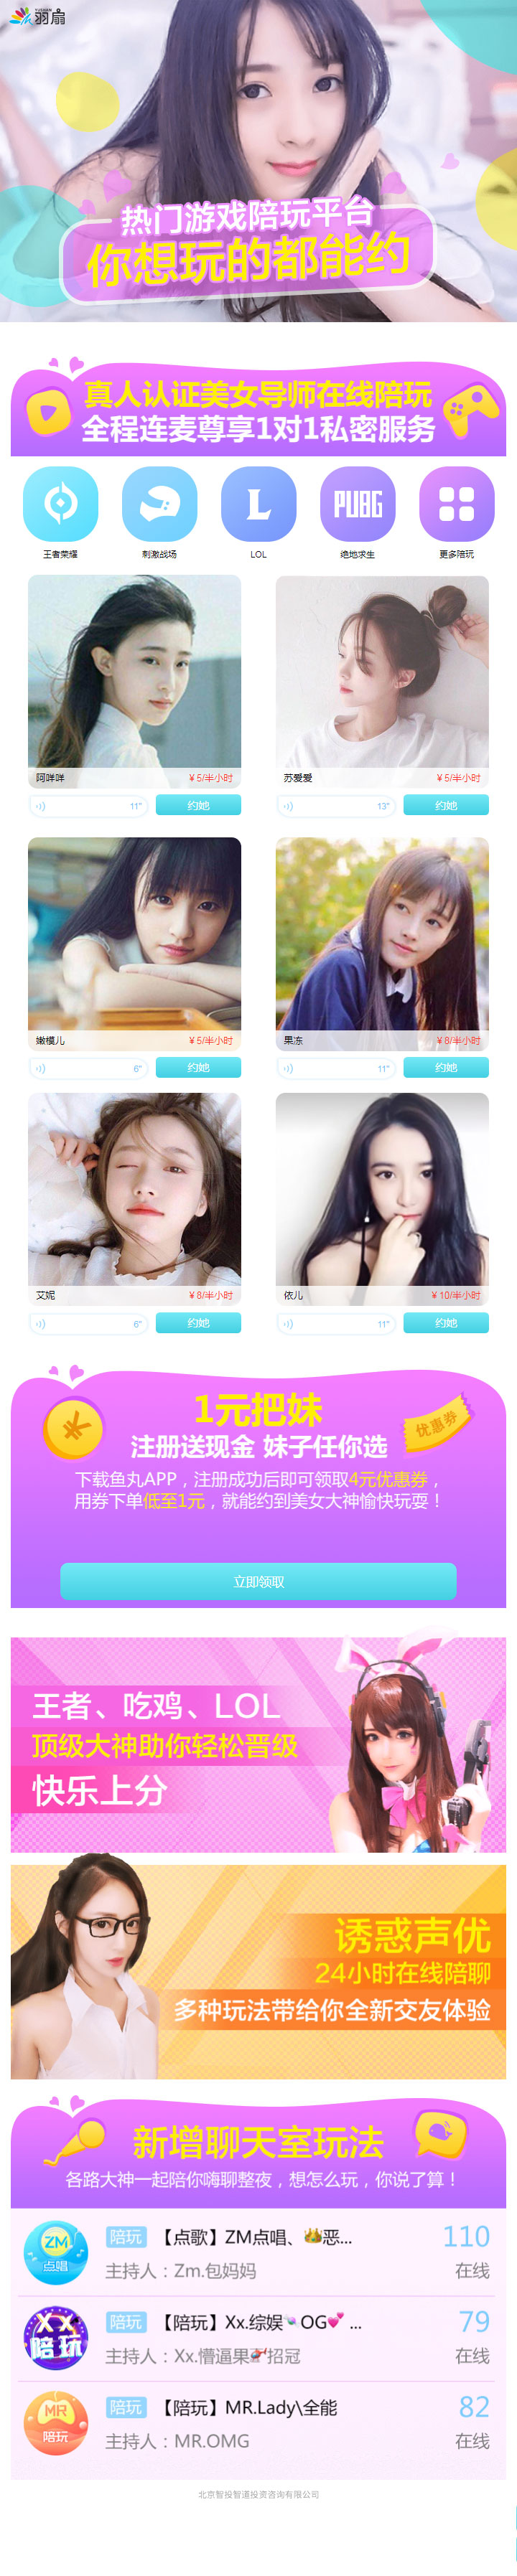 羽扇
热门游戏陪玩平台
你想玩的都能约
真人认证美女导师在线陪玩
全程连麦尊享1对1私密服务
L
PUBG
王者荣耀
刺激战场
LOL
绝地求生
更多陪玩
阿咩咩
￥5/半小时
苏爱爱
￥5/半小时
11"
约她
13"
约她
嫩模儿
￥5/半小时
果冻
￥8/半小时
6"
约她
11"
约她
艾妮
￥8/半小时
依儿
￥10/半小时
6"
约她
11"
约她
1元把妹
优惠券
注册送现金 妹子任你选
下载鱼丸APP，注册成功后即可领取4元优惠券，
用券下单低至1元，就能约到美女大神愉快玩耍！
立即领取
王者、吃鸡、LOL
顶级大神助你轻松晋级
快乐上分
诱惑声优
24小时在线陪聊
多种玩法带给你全新交友体验
新增聊天室玩法
各路大神一起陪你嗨聊整夜，想怎么玩，你说了算！
ZM
点唱
陪玩
【点歌】ZM点唱、👑恶...
110
主持人：Zm.包妈妈
在线
Xx
陪玩
陪玩
【陪玩】Xx.综娱🍬OG💕 ...
79
主持人：Xx.懵逼果招冠
在线
MR
陪玩
陪玩
【陪玩】MR.Lady\全能
82
主持人：MR.OMG
在线
北京智投智道投资咨询有限公司